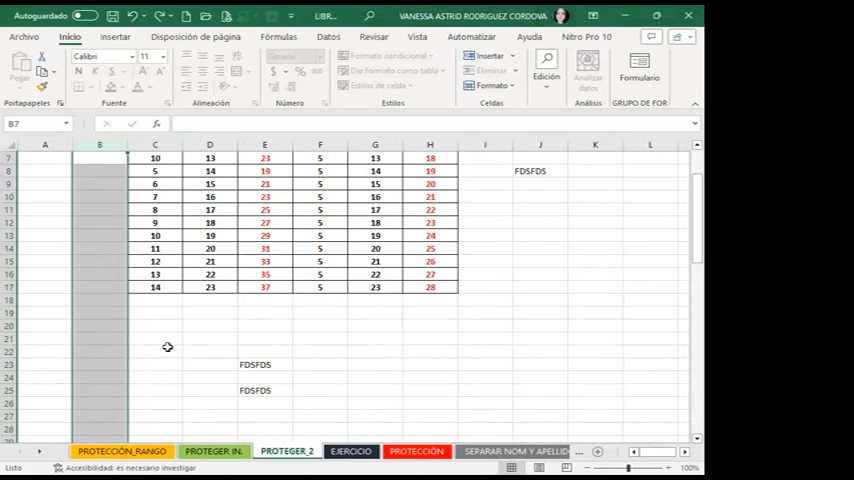 Autoguardado LIBR... VANESSA ASTRID RODRIGUEZ CORDOVA
Archivo Inicio Insertar Disposición de página Fórmulas Datos Revisar Vista Automatizar Ayuda Nitro Pro 10
Pegar Calibri 11 General Formato condicional Insertar Edición Analizar datos Formulario
N K S Dar formato como tabla Eliminar
$ % Estilos de celda Formato
Portapapeles Fuente Alineación Número Estilos Celdas Análisis GRUPO DE FOR
B7 fx
A B C D E F G H I J K L
7 10 13 23 5 13 18
8 5 14 19 5 14 19 FDSFDS
9 6 15 21 5 15 20
10 7 16 23 5 16 21
11 8 17 25 5 17 22
12 9 18 27 5 18 23
13 10 19 29 5 19 24
14 11 20 31 5 20 25
15 12 21 33 5 21 26
16 13 22 35 5 22 27
17 14 23 37 5 23 28
18
19
20
21
22
23 FDSFDS
24
25 FDSFDS
26
27
28
PROTECCIÓN_RANGO PROTEGER IN. PROTEGER_2 EJERCICIO PROTECCIÓN SEPARAR NOM Y APELLID ...
Listo Accesibilidad: es necesario investigar 100%